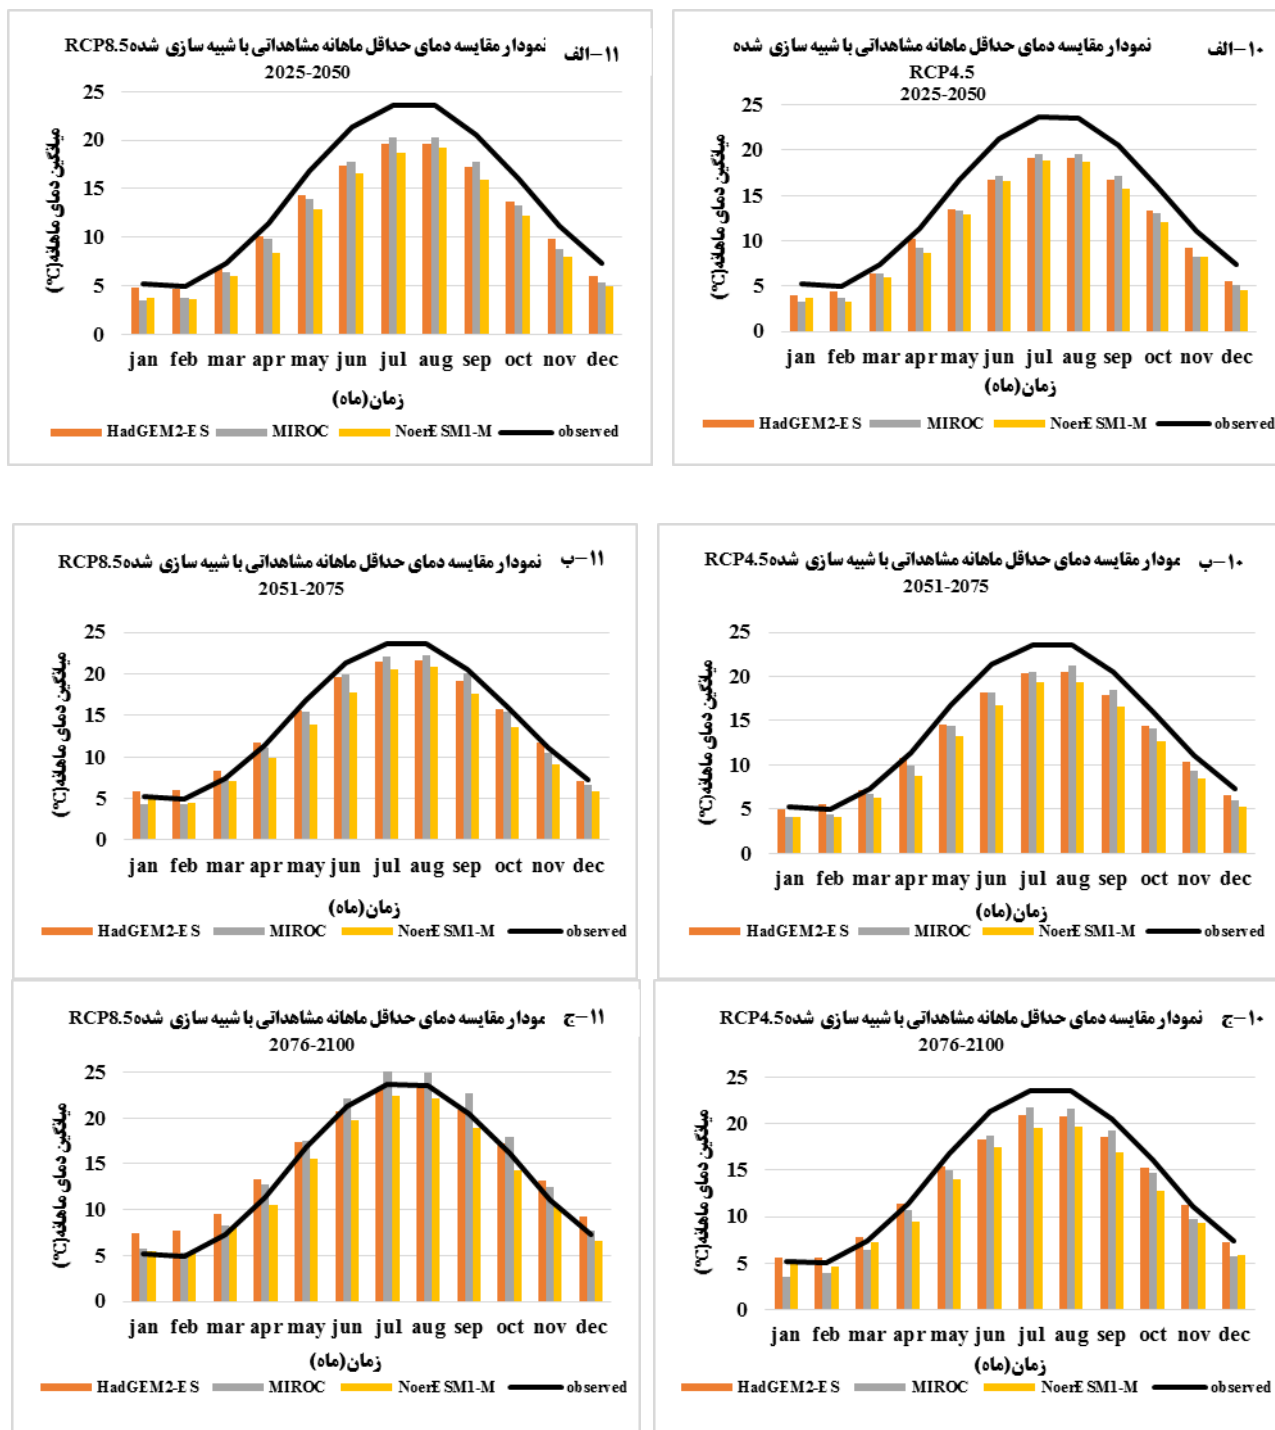 ۱۱-الف نمودار مقایسه دمای حداقل ماهانه مشاهداتی با شبیه سازی شدهRCP8.5
2025-2050
میانگین دمای ماهانه(°C)
25
20
15
10
5
0
jan feb mar apr may jun jul aug sep oct nov dec
زمان(ماه)
HadGEM2-ES MIROC NoerESM1-M observed
۱۰-الف نمودار مقایسه دمای حداقل ماهانه مشاهداتی با شبیه سازی شده
RCP4.5
2025-2050
میانگین دمای ماهانه(°C)
25
20
15
10
5
0
jan feb mar apr may jun jul aug sep oct nov dec
زمان(ماه)
HadGEM2-ES MIROC NoerESM1-M observed
۱۱-ب نمودار مقایسه دمای حداقل ماهانه مشاهداتی با شبیه سازی شدهRCP8.5
2051-2075
میانگین دمای ماهانه(°C)
25
20
15
10
5
0
jan feb mar apr may jun jul aug sep oct nov dec
زمان(ماه)
HadGEM2-ES MIROC NoerESM1-M observed
۱۰-ب مودار مقایسه دمای حداقل ماهانه مشاهداتی با شبیه سازی شدهRCP4.5
2051-2075
میانگین دمای ماهانه(°C)
25
20
15
10
5
0
jan feb mar apr may jun jul aug sep oct nov dec
زمان(ماه)
HadGEM2-ES MIROC NoerESM1-M observed
۱۱-ج مودار مقایسه دمای حداقل ماهانه مشاهداتی با شبیه سازی شدهRCP8.5
2076-2100
میانگین دمای ماهانه(°C)
25
20
15
10
5
0
jan feb mar apr may jun jul aug sep oct nov dec
زمان(ماه)
HadGEM2-ES MIROC NoerESM1-M observed
۱۰-ج نمودار مقایسه دمای حداقل ماهانه مشاهداتی با شبیه سازی شدهRCP4.5
2076-2100
میانگین دمای ماهانه(°C)
25
20
15
10
5
0
jan feb mar apr may jun jul aug sep oct nov dec
زمان(ماه)
HadGEM2-ES MIROC NoerESM1-M observed